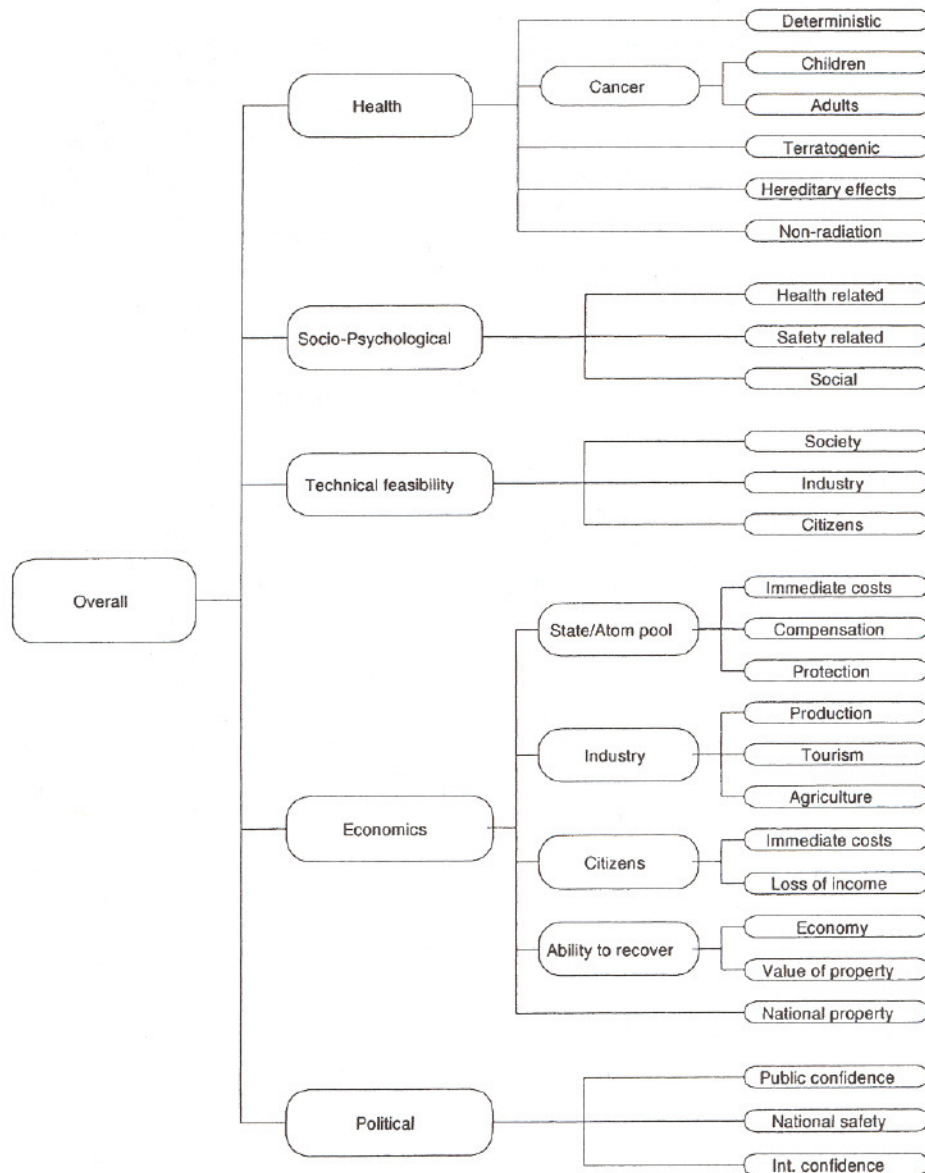 Deterministic
Children
Cancer
Health
Adults
Terratogenic
Hereditary effects
Non-radiation
Health related
Socio-Psychological
Safety related
Social
Society
Technical feasibility
Industry
Citizens
Overall
Immediate costs
State/Atom pool
Compensation
Protection
Production
Industry
Tourism
Agriculture
Economics
Immediate costs
Citizens
Loss of income
Economy
Ability to recover
Value of property
National property
Public confidence
Political
National safety
Int. confidence